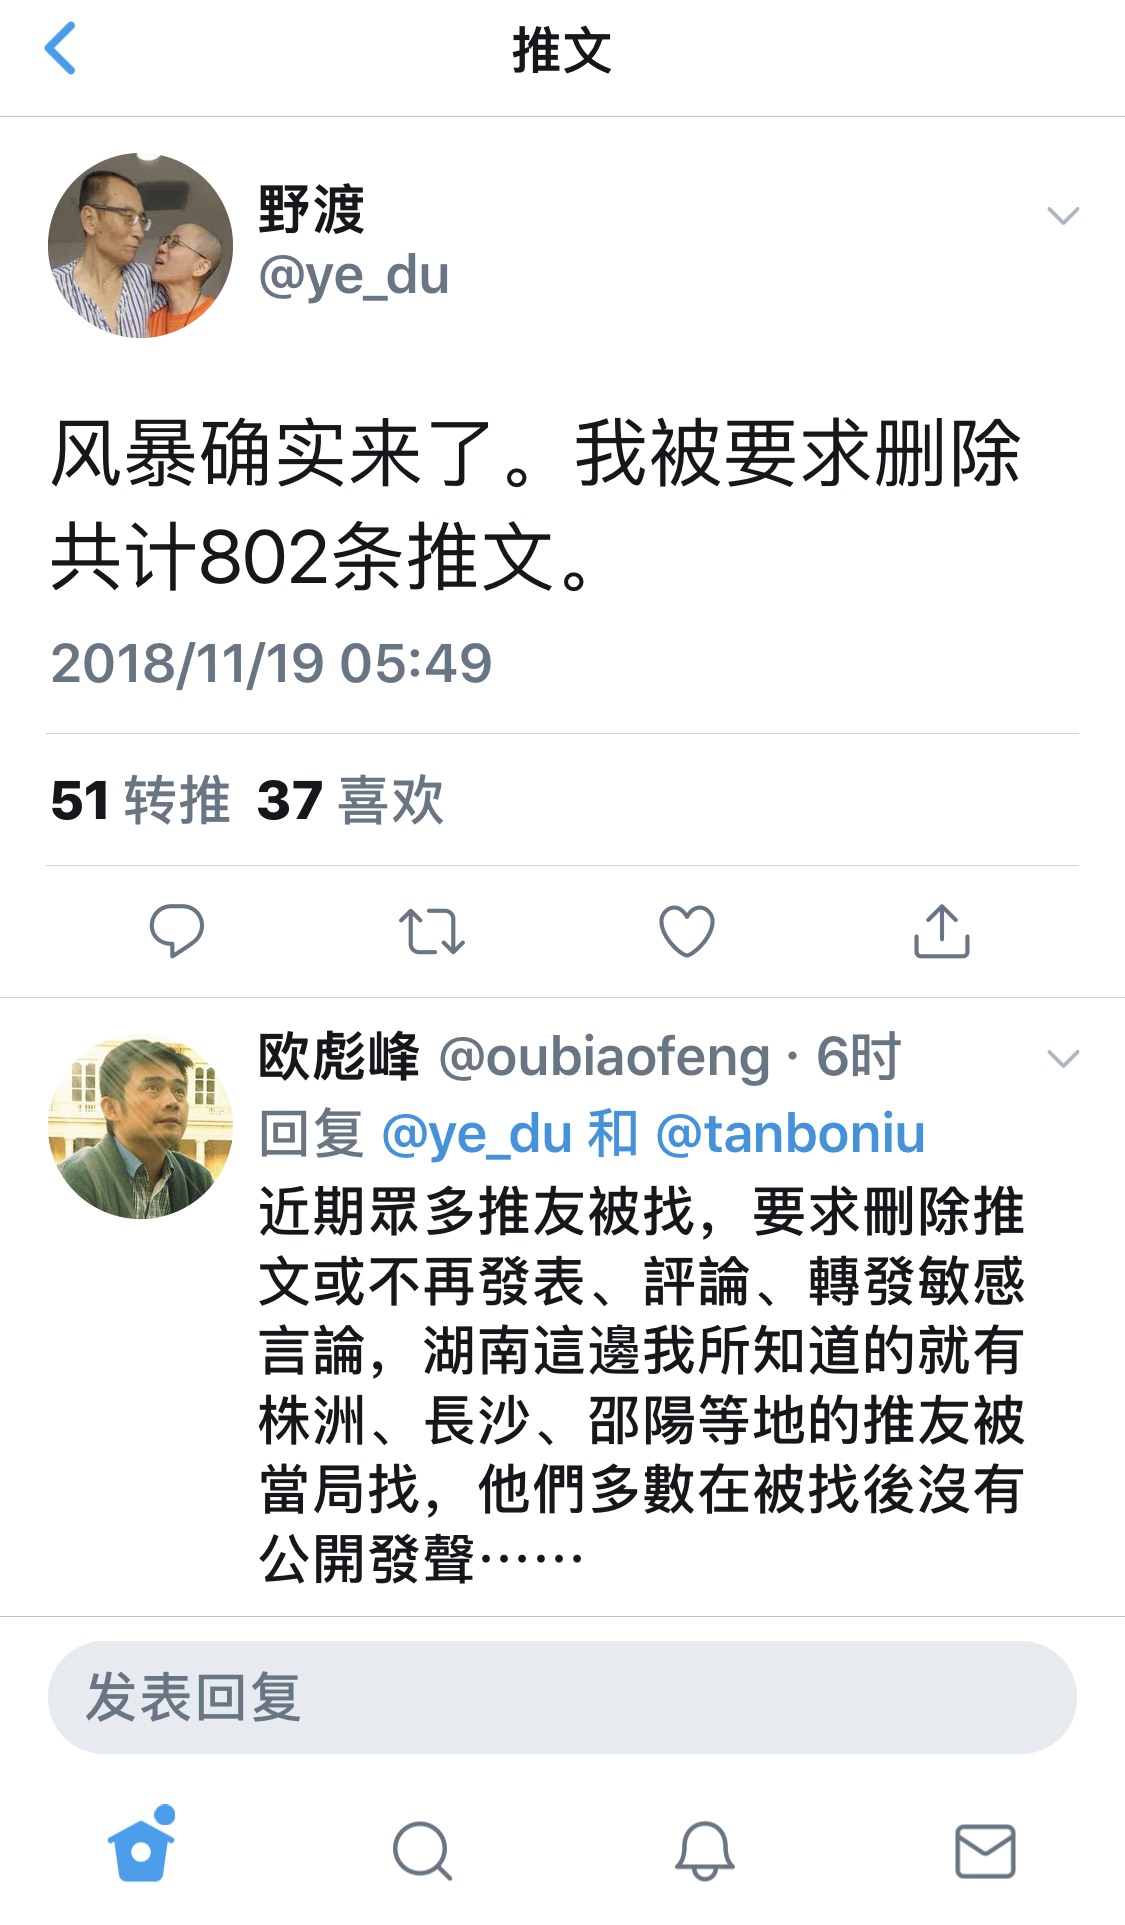 推文
野渡
@ye_du
风暴确实来了。我被要求删除
共计802条推文。
2018/11/19 05:49
51 转推 37 喜欢
欧彪峰 @oubiaofeng · 6时
回复 @ye_du 和 @tanboniu
近期眾多推友被找，要求刪除推
文或不再發表、評論、轉發敏感
言論，湖南這邊我所知道的就有
株洲、長沙、邵陽等地的推友被
當局找，他們多數在被找後沒有
公開發聲……
发表回复